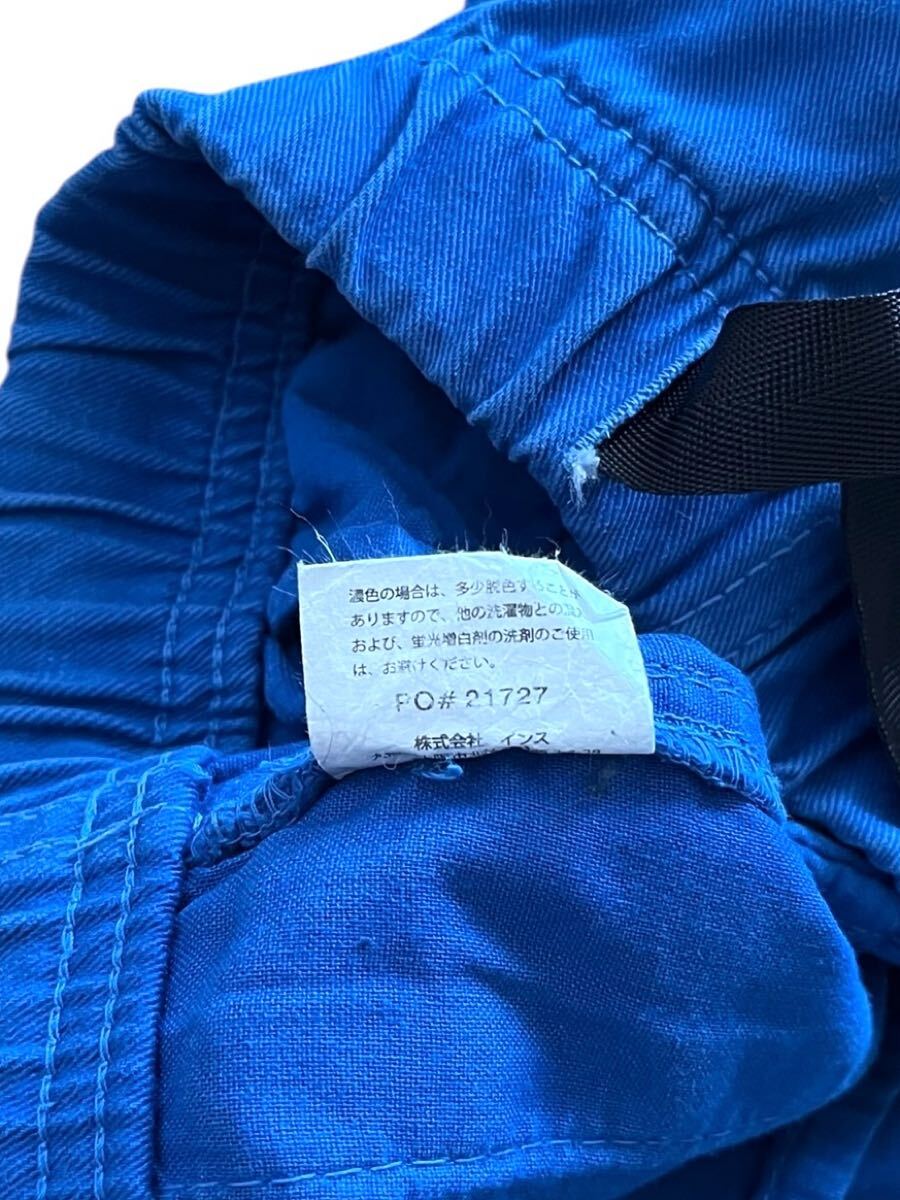 濃色の場合は、多少脱色することが
ありますので、他の洗濯物との
および、蛍光増白剤の洗剤のご使用
は、お避けください。
PO# 21727
株式会社 インス